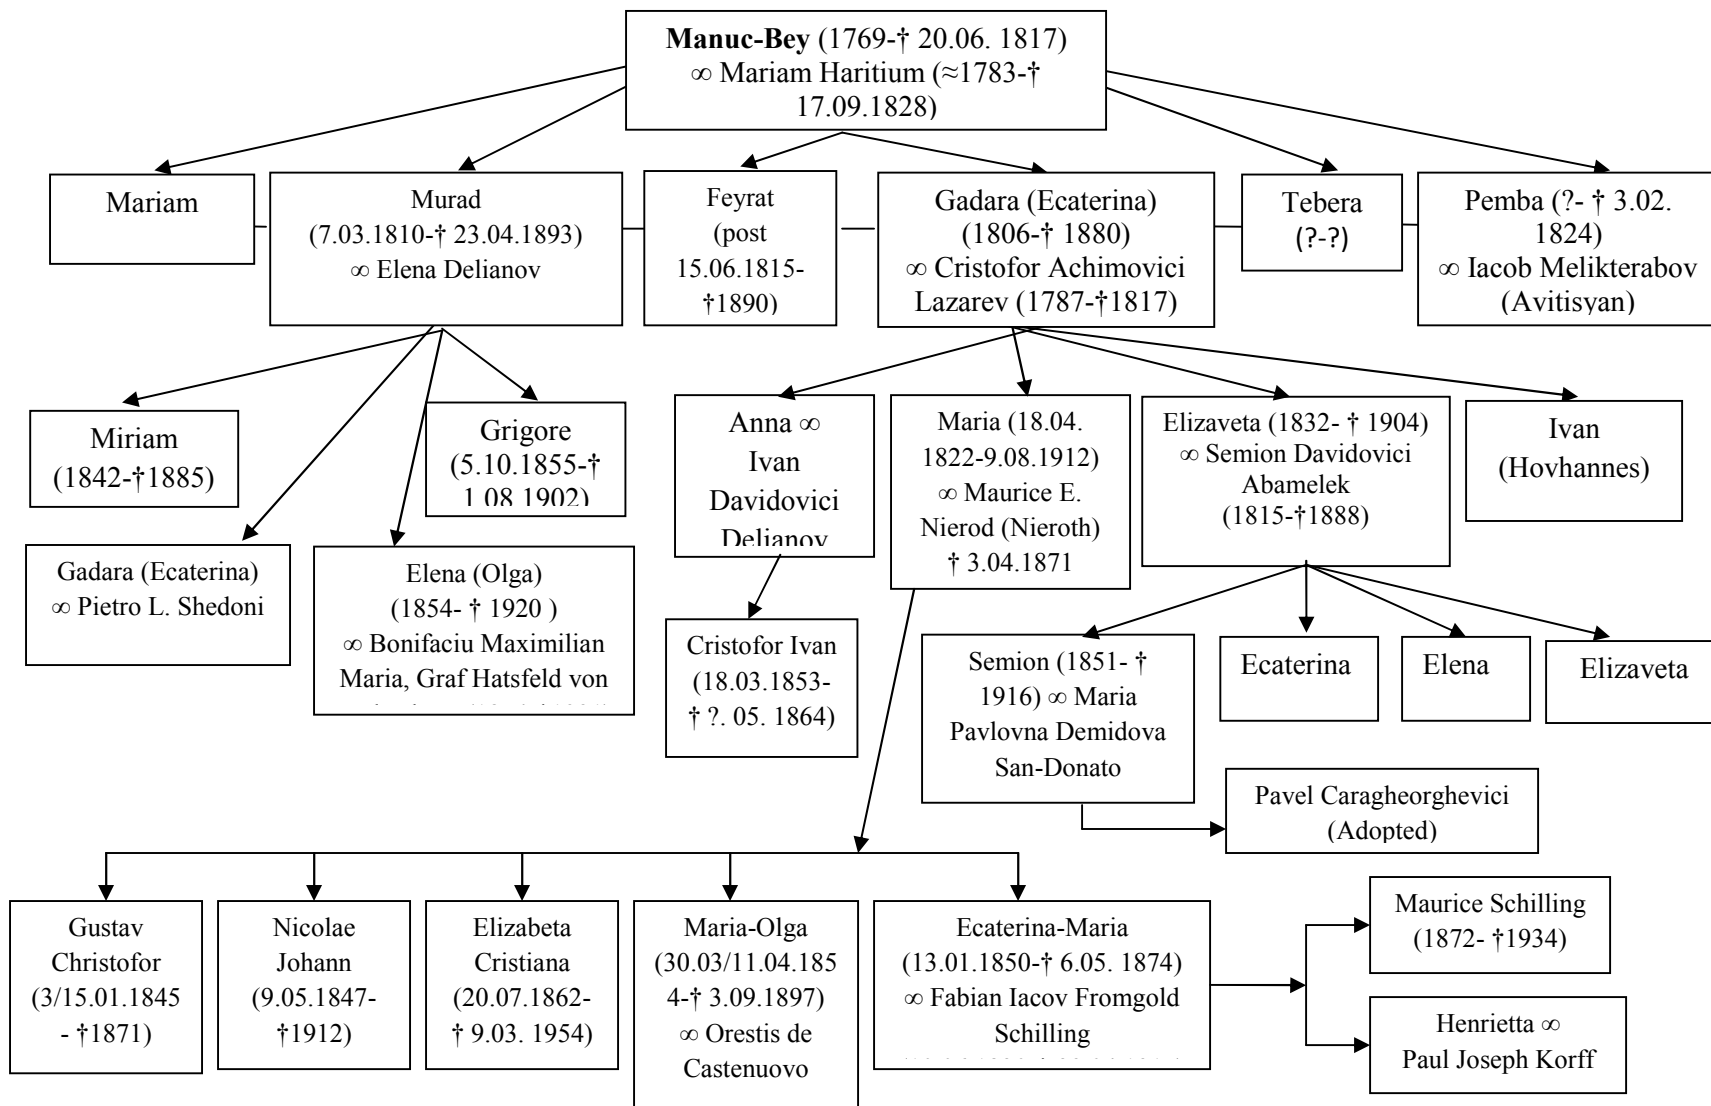 Manuc-Bey (1769-† 20.06. 1817)
∞ Mariam Haritium (≈1783-†
17.09.1828)
Mariam
Murad
(7.03.1810-† 23.04.1893)
∞ Elena Delianov
Feyrat
(post
15.06.1815-
†1890)
Gadara (Ecaterina)
(1806-† 1880)
∞ Cristofor Achimovici
Lazarev (1787-†1817)
Tebera
(?-?)
Pemba (?- † 3.02.
1824)
∞ Iacob Melikterabov
(Avitisyan)
Miriam
(1842-†1885)
Grigore
(5.10.1855-†
1.08.1902)
Anna ∞
Ivan
Davidovici
Delianov
Maria (18.04.
1822-9.08.1912)
∞ Maurice E.
Nierod (Nieroth)
† 3.04.1871
Elizaveta (1832- † 1904)
∞ Semion Davidovici
Abamelek
(1815-†1888)
Ivan
(Hovhannes)
Gadara (Ecaterina)
∞ Pietro L. Shedoni
Elena (Olga)
(1854- † 1920 )
∞ Bonifaciu Maximilian
Maria, Graf Hatsfeld von
Cristofor Ivan
(18.03.1853-
† ?. 05. 1864)
Semion (1851- †
1916) ∞ Maria
Pavlovna Demidova
San-Donato
Ecaterina
Elena
Elizaveta
Pavel Caragheorghevici
(Adopted)
Gustav
Christofor
(3/15.01.1845
- †1871)
Nicolae
Johann
(9.05.1847-
†1912)
Elizabeta
Cristiana
(20.07.1862-
† 9.03. 1954)
Maria-Olga
(30.03/11.04.185
4-† 3.09.1897)
∞ Orestis de
Castenuovo
Ecaterina-Maria
(13.01.1850-† 6.05. 1874)
∞ Fabian Iacov Fromgold
Schilling
Maurice Schilling
(1872- †1934)
Henrietta ∞
Paul Joseph Korff